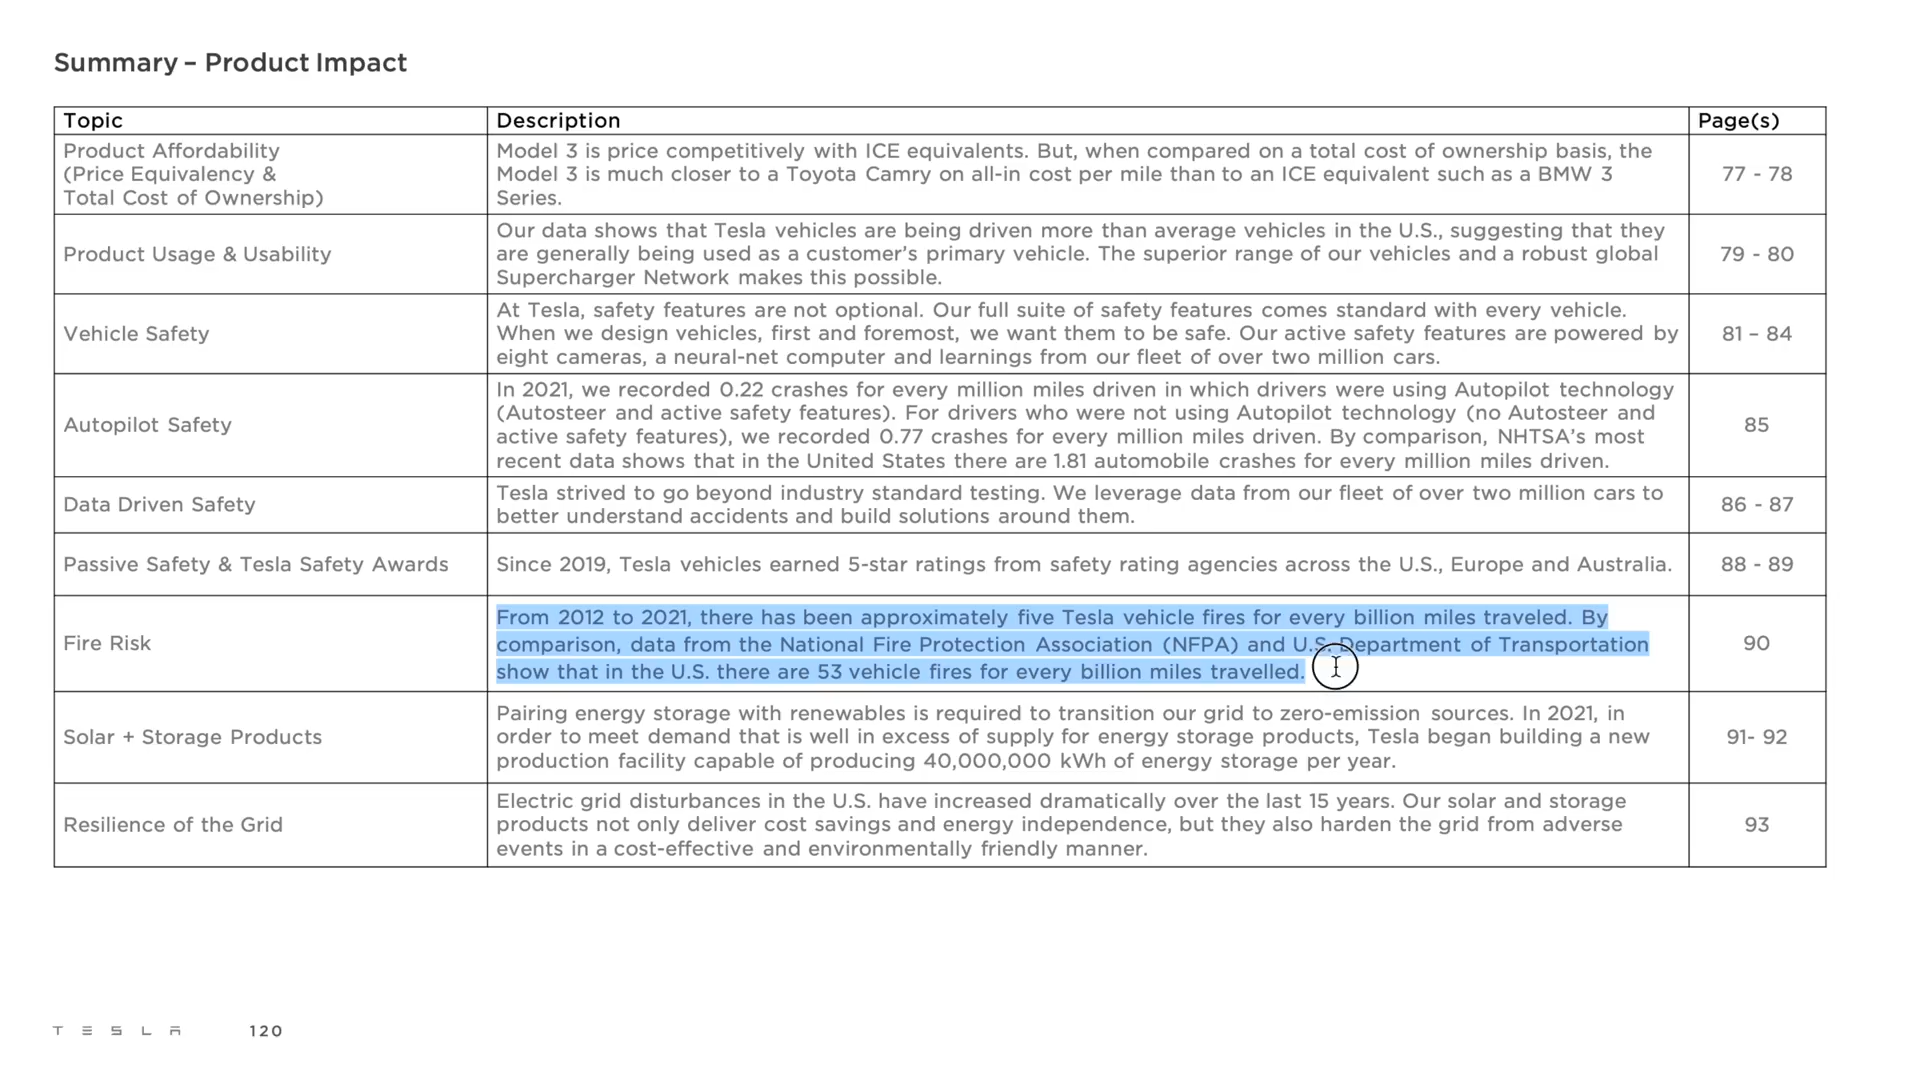 Summary – Product Impact
Topic
Description
Page(s)
Product Affordability
(Price Equivalency &
Total Cost of Ownership)
Model 3 is price competitively with ICE equivalents. But, when compared on a total cost of ownership basis, the
Model 3 is much closer to a Toyota Camry on all-in cost per mile than to an ICE equivalent such as a BMW 3
Series.
77 - 78
Product Usage & Usability
Our data shows that Tesla vehicles are being driven more than average vehicles in the U.S., suggesting that they
are generally being used as a customer’s primary vehicle. The superior range of our vehicles and a robust global
Supercharger Network makes this possible.
79 - 80
Vehicle Safety
At Tesla, safety features are not optional. Our full suite of safety features comes standard with every vehicle.
When we design vehicles, first and foremost, we want them to be safe. Our active safety features are powered by
eight cameras, a neural-net computer and learnings from our fleet of over two million cars.
81 – 84
Autopilot Safety
In 2021, we recorded 0.22 crashes for every million miles driven in which drivers were using Autopilot technology
(Autosteer and active safety features). For drivers who were not using Autopilot technology (no Autosteer and
active safety features), we recorded 0.77 crashes for every million miles driven. By comparison, NHTSA’s most
recent data shows that in the United States there are 1.81 automobile crashes for every million miles driven.
85
Data Driven Safety
Tesla strived to go beyond industry standard testing. We leverage data from our fleet of over two million cars to
better understand accidents and build solutions around them.
86 - 87
Passive Safety & Tesla Safety Awards
Since 2019, Tesla vehicles earned 5-star ratings from safety rating agencies across the U.S., Europe and Australia.
88 - 89
Fire Risk
From 2012 to 2021, there has been approximately five Tesla vehicle fires for every billion miles traveled. By
comparison, data from the National Fire Protection Association (NFPA) and U.S. Department of Transportation
show that in the U.S. there are 53 vehicle fires for every billion miles travelled.
90
Solar + Storage Products
Pairing energy storage with renewables is required to transition our grid to zero-emission sources. In 2021, in
order to meet demand that is well in excess of supply for energy storage products, Tesla began building a new
production facility capable of producing 40,000,000 kWh of energy storage per year.
91- 92
Resilience of the Grid
Electric grid disturbances in the U.S. have increased dramatically over the last 15 years. Our solar and storage
products not only deliver cost savings and energy independence, but they also harden the grid from adverse
events in a cost-effective and environmentally friendly manner.
93
TESLA 120